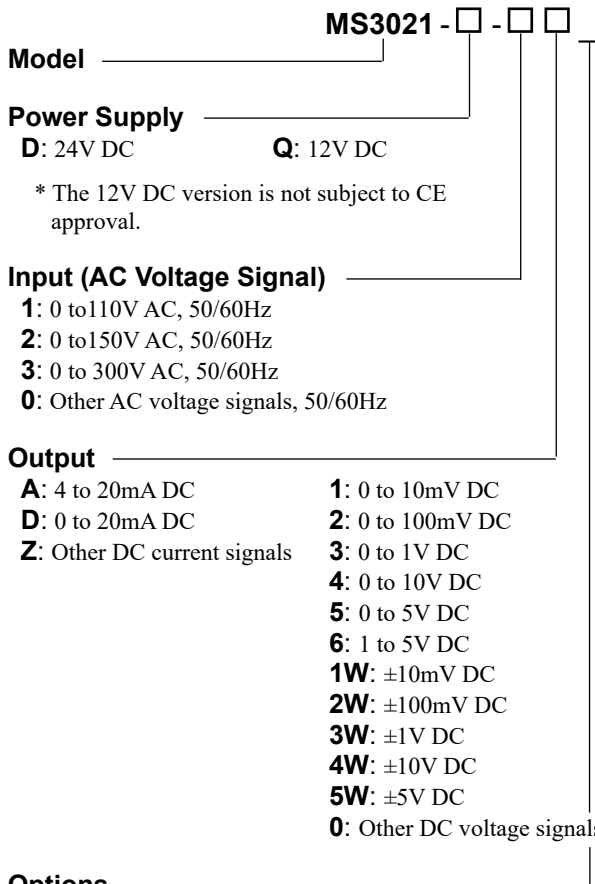 MS3021 - □ - □ □
Model
Power Supply
D: 24V DC Q: 12V DC
* The 12V DC version is not subject to CE
approval.
Input (AC Voltage Signal)
1: 0 to110V AC, 50/60Hz
2: 0 to150V AC, 50/60Hz
3: 0 to 300V AC, 50/60Hz
0: Other AC voltage signals, 50/60Hz
Output
A: 4 to 20mA DC
D: 0 to 20mA DC
Z: Other DC current signals
1: 0 to 10mV DC
2: 0 to 100mV DC
3: 0 to 1V DC
4: 0 to 10V DC
5: 0 to 5V DC
6: 1 to 5V DC
1W: ±10mV DC
2W: ±100mV DC
3W: ±1V DC
4W: ±10V DC
5W: ±5V DC
0: Other DC voltage signals
Options